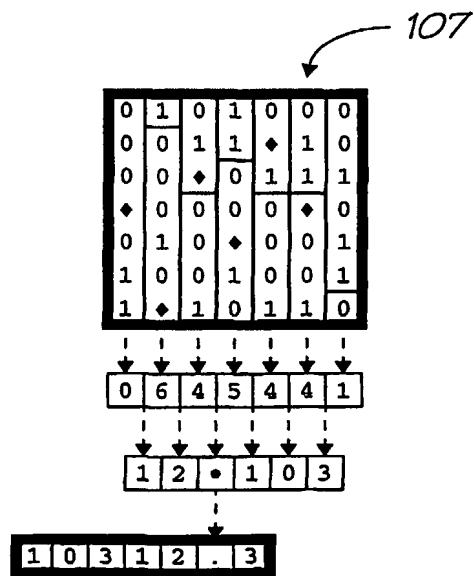 107
0 1 0 1 0 0 0
0 0 1 1 ♦ 1 0
0 0 ♦ 0 1 1 1
♦ 0 0 0 0 ♦ 0
0 1 0 ♦ 0 0 1
1 0 0 1 0 0 1
1 ♦ 1 0 1 1 0
0 6 4 5 4 4 1
1 2 • 1 0 3
1 0 3 1 2 . 3